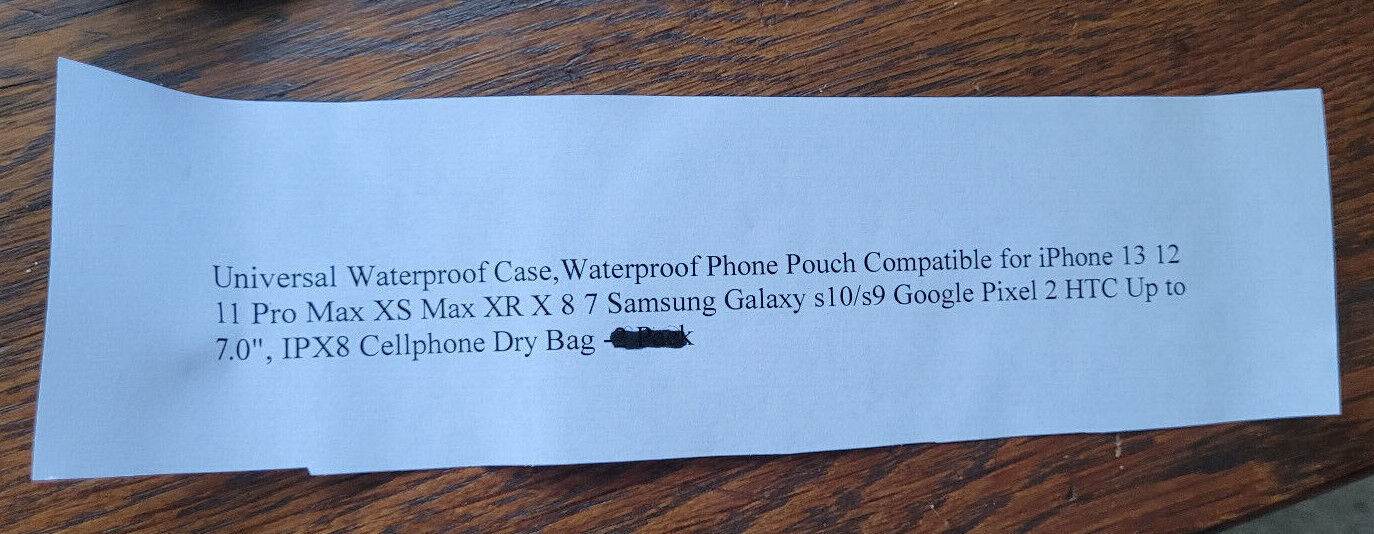 Universal Waterproof Case,Waterproof Phone Pouch Compatible for iPhone 13 12
11 Pro Max XS Max XR X 8 7 Samsung Galaxy s10/s9 Google Pixel 2 HTC Up to
7.0", IPX8 Cellphone Dry Bag -